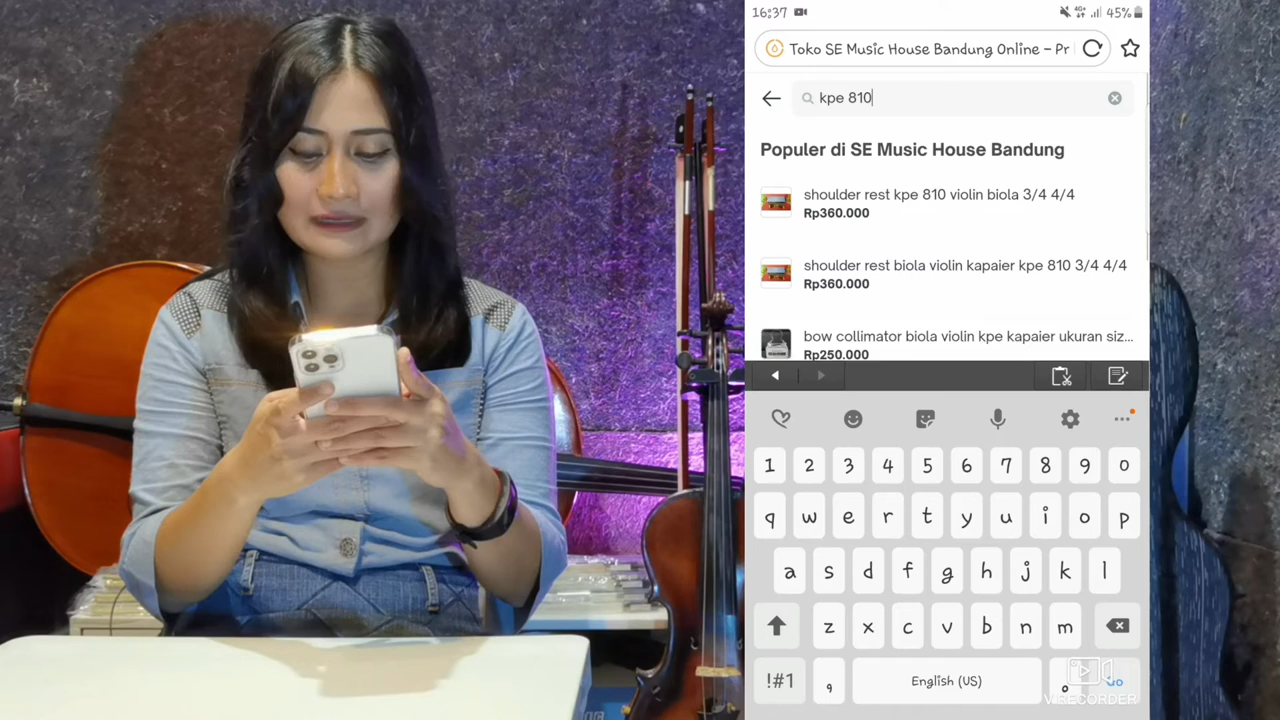 16:37
4G
45%
Toko SE Music House Bandung Online – Pr
kpe 810
Populer di SE Music House Bandung
shoulder rest kpe 810 violin biola 3/4 4/4
Rp360.000
shoulder rest biola violin kapaier kpe 810 3/4 4/4
Rp360.000
bow collimator biola violin kpe kapaier ukuran siz...
Rp250.000
1 2 3 4 5 6 7 8 9 0
q w e r t y u i o p
a s d f g h j k l
z x c v b n m
!#1 , English (US) .
VIRECORDER